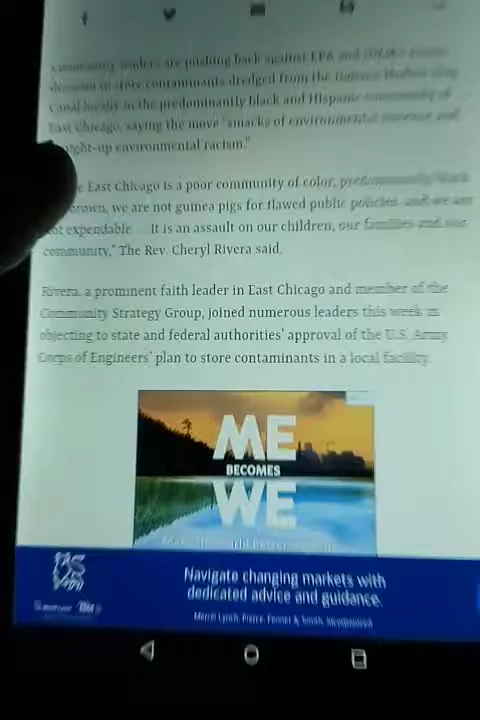 community leaders are pushing back against EPA and
decision to store contaminants dredged from the Indiana Harbor
Canal locally in the predominantly black and Hispanic community of
East Chicago, saying the move "smacks of environmental injustice and
ght-up environmental racism."
e East Chicago is a poor community of color, predominantly black
brown, we are not guinea pigs for flawed public policies, and we are
not expendable ... It is an assault on our children, our families and our
community," The Rev. Cheryl Rivera said.
Rivera, a prominent faith leader in East Chicago and member of the
Community Strategy Group, joined numerous leaders this week in
objecting to state and federal authorities' approval of the U.S. Army
Corps of Engineers' plan to store contaminants in a local facility.
ME
BECOMES
WE
Navigate changing markets with
dedicated advice and guidance.
Merrill Lynch, Pierce, Fenner & Smith, Incorporated